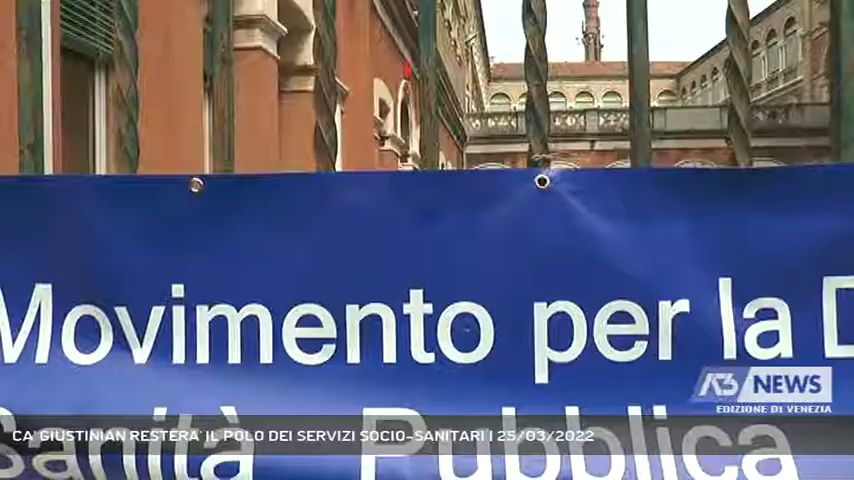 Movimento per la D
Sanità Pubblica
A3 NEWS
EDIZIONE DI VENEZIA
CA' GIUSTINIAN RESTERA' IL POLO DEI SERVIZI SOCIO-SANITARI | 25/03/2022